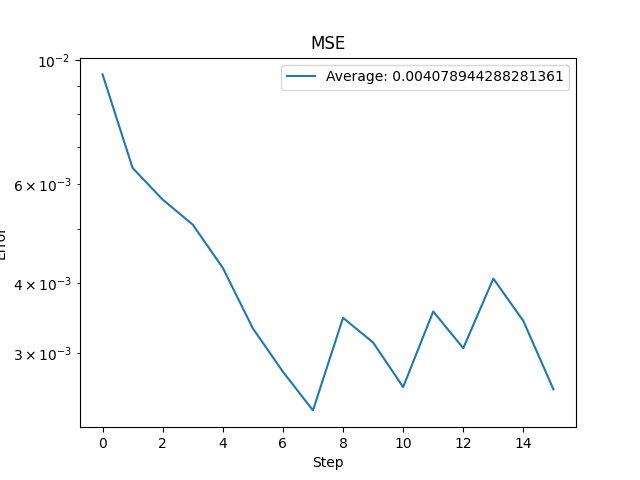 MSE
Average: 0.004078944288281361
10⁻²
6 × 10⁻³
4 × 10⁻³
3 × 10⁻³
Error
0 2 4 6 8 10 12 14
Step